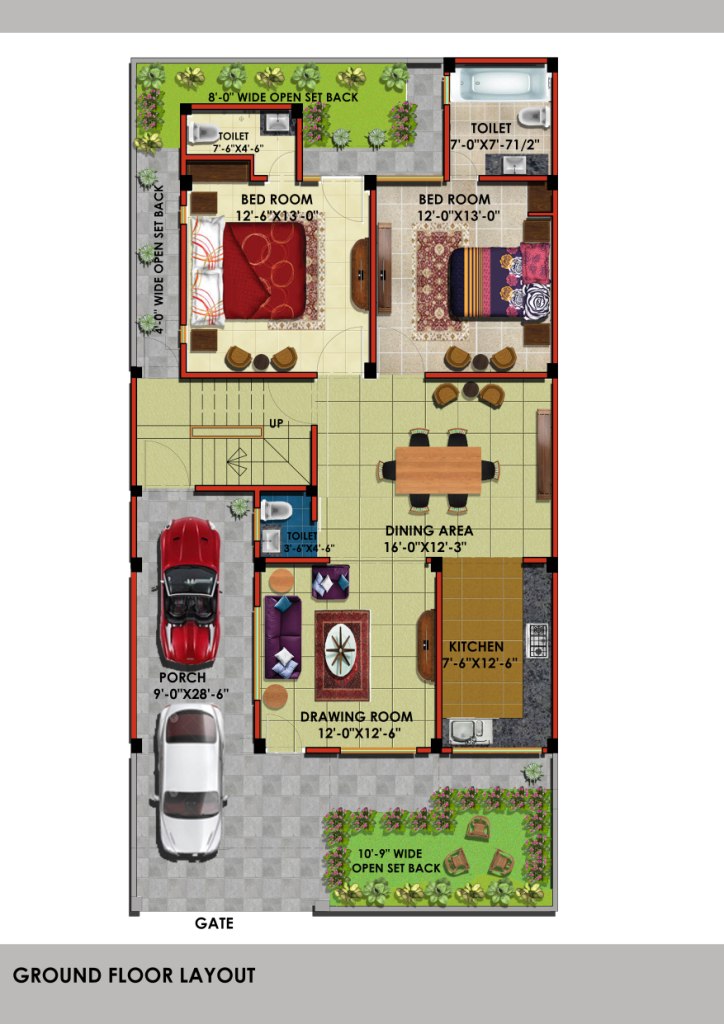 8'-0" WIDE OPEN SET BACK
TOILET
7'-6"X4'-6"
TOILET
7'-0"X7'-71/2"
4'-0" WIDE OPEN SET BACK
BED ROOM
12'-6"X13'-0"
BED ROOM
12'-0"X13'-0"
UP
DINING AREA
16'-0"X12'-3"
TOILET
3'-6"X4'-6"
KITCHEN
7'-6"X12'-6"
PORCH
9'-0"X28'-6"
DRAWING ROOM
12'-0"X12'-6"
10'-9" WIDE
OPEN SET BACK
GATE
GROUND FLOOR LAYOUT